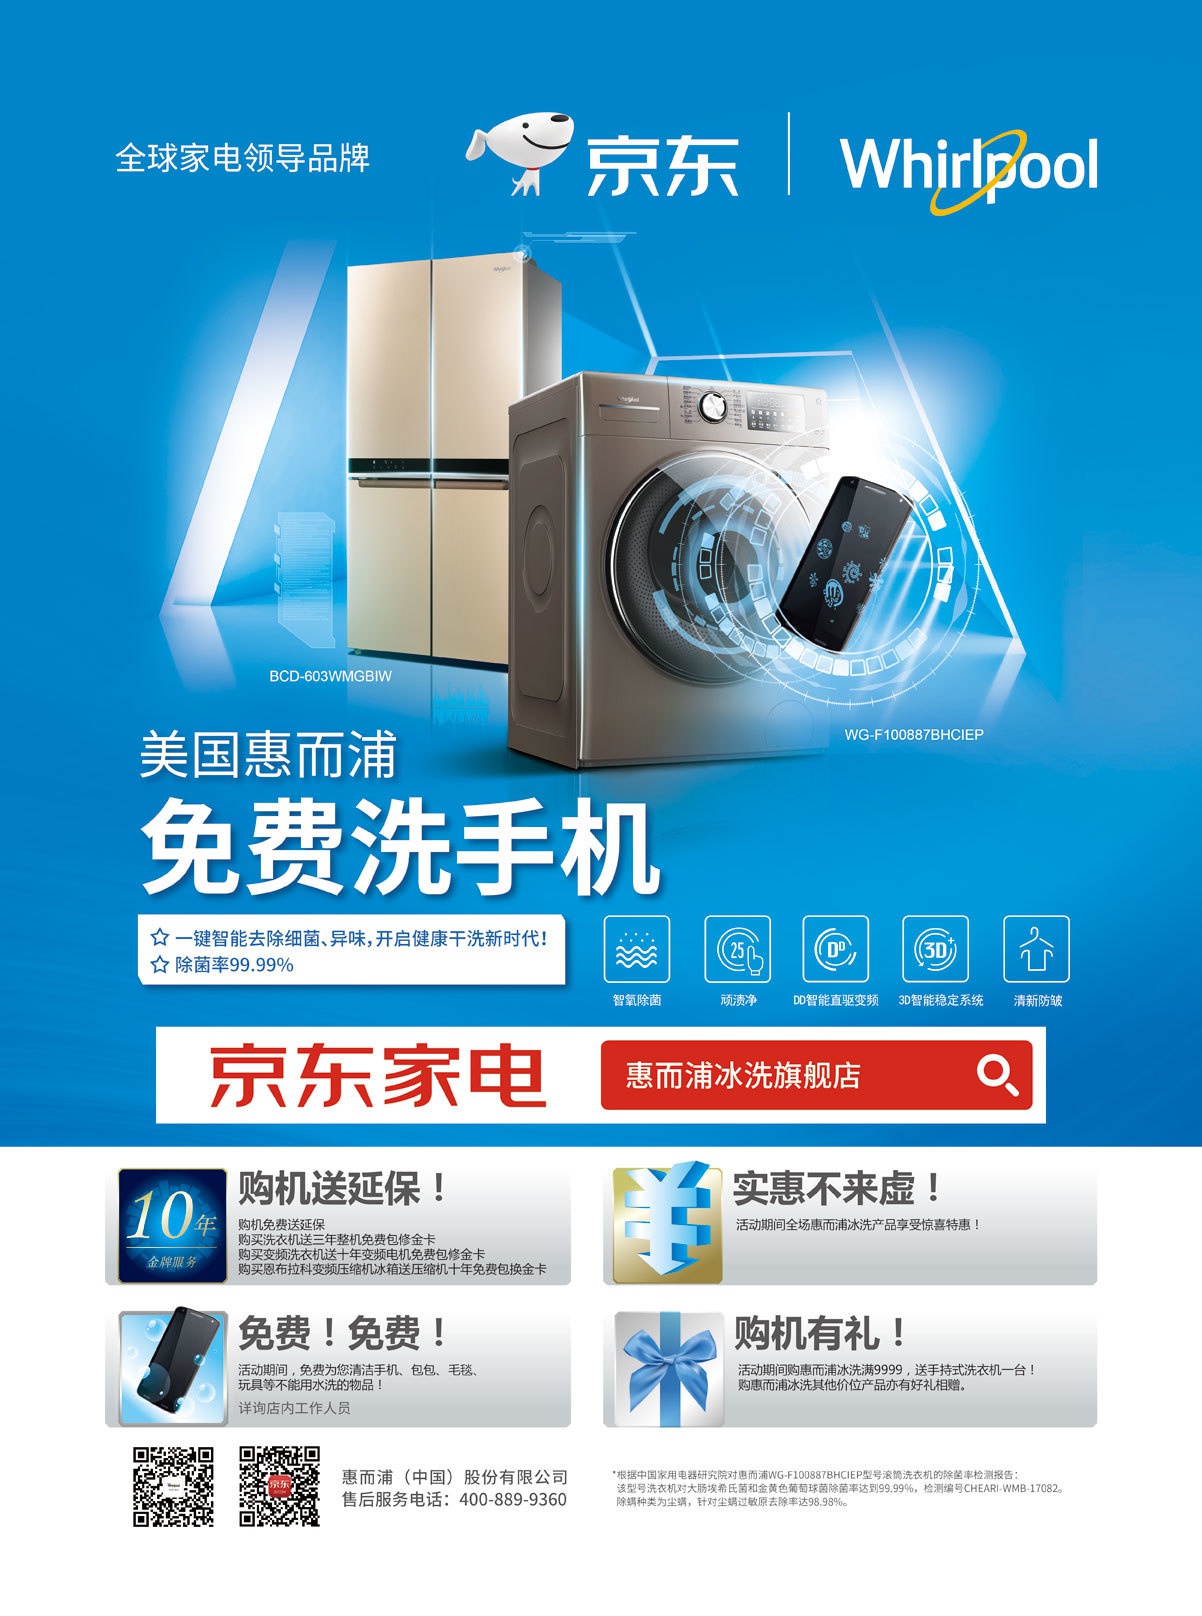 全球家电领导品牌
京东
Whirlpool
Whirlpool
Whirlpool
BCD-603WMGBIW
WG-F100887BHCIEP
美国惠而浦
免费洗手机
☆ 一键智能去除细菌、异味，开启健康干洗新时代！
☆ 除菌率99.99%
25
DD
3D+
智氧除菌
顽渍净
DD智能直驱变频
3D智能稳定系统
清新防皱
京东家电
惠而浦冰洗旗舰店
10年
金牌服务
购机送延保！
购机免费送延保
购买洗衣机送三年整机免费包修金卡
购买变频洗衣机送十年变频电机免费包修金卡
购买恩布拉科变频压缩机冰箱送压缩机十年免费包换金卡
¥
实惠不来虚！
活动期间全场惠而浦冰洗产品享受惊喜特惠！
免费！免费！
活动期间，免费为您清洁手机、包包、毛毯、
玩具等不能用水洗的物品！
详询店内工作人员
购机有礼！
活动期间购惠而浦冰洗满9999，送手持式洗衣机一台！
购惠而浦冰洗其他价位产品亦有好礼相赠。
京东
惠而浦（中国）股份有限公司
售后服务电话：400-889-9360
*根据中国家用电器研究院对惠而浦WG-F100887BHCIEP型号滚筒洗衣机的除菌率检测报告：
该型号洗衣机对大肠埃希氏菌和金黄色葡萄球菌除菌率达到99.99%，检测编号CHEARI-WMB-17082。
除螨种类为尘螨，针对尘螨过敏原去除率达98.98%。